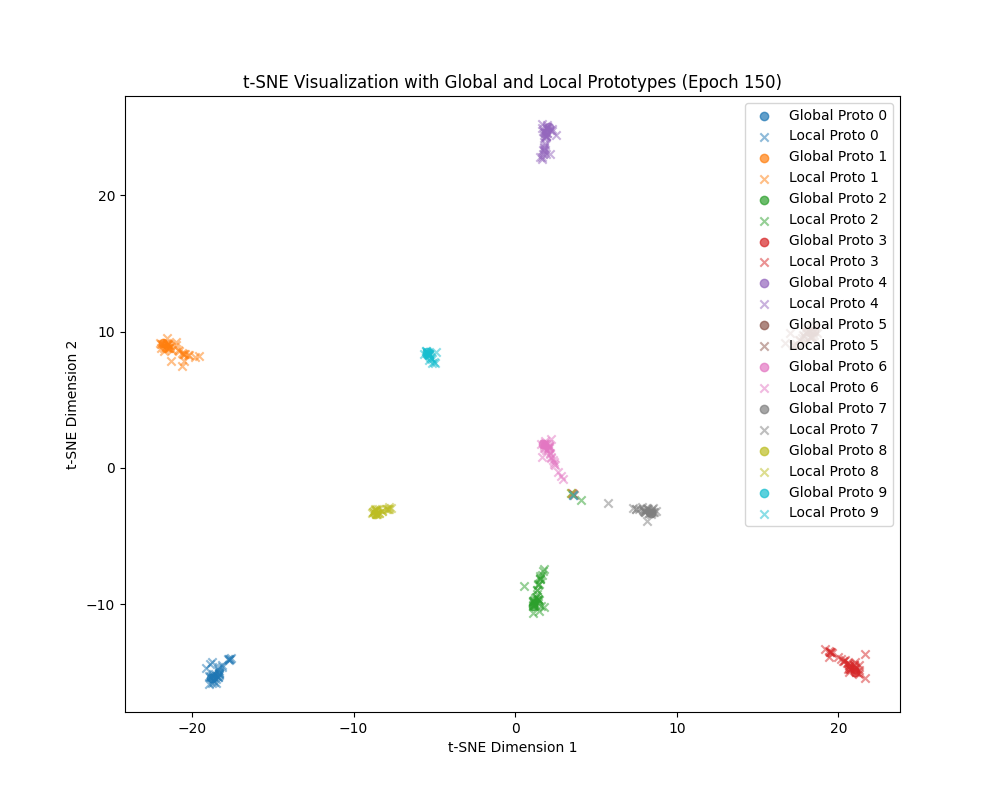 t-SNE Visualization with Global and Local Prototypes (Epoch 150)
t-SNE Dimension 2
20
10
0
−10
−20
−10
0
10
20
t-SNE Dimension 1
Global Proto 0
Local Proto 0
Global Proto 1
Local Proto 1
Global Proto 2
Local Proto 2
Global Proto 3
Local Proto 3
Global Proto 4
Local Proto 4
Global Proto 5
Local Proto 5
Global Proto 6
Local Proto 6
Global Proto 7
Local Proto 7
Global Proto 8
Local Proto 8
Global Proto 9
Local Proto 9